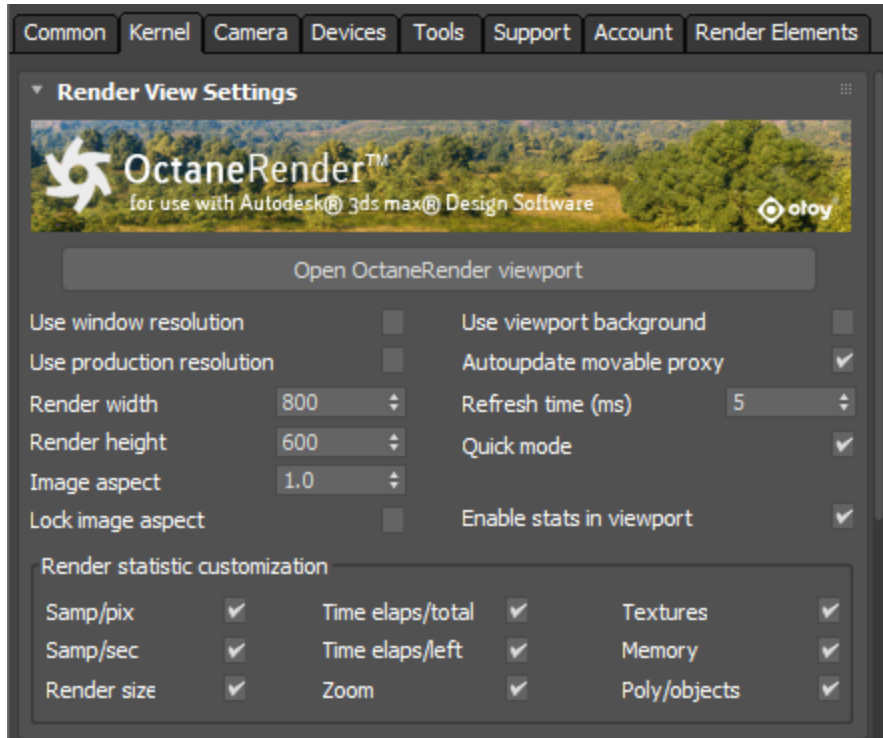 Common Kernel Camera Devices Tools Support Account Render Elements
Render View Settings
OctaneRender™
for use with Autodesk® 3ds max® Design Software
otoy
Open OctaneRender viewport
Use window resolution Use viewport background
Use production resolution Autoupdate movable proxy
Render width 800 Refresh time (ms) 5
Render height 600 Quick mode
Image aspect 1.0
Lock image aspect Enable stats in viewport
Render statistic customization
Samp/pix Time elaps/total Textures
Samp/sec Time elaps/left Memory
Render size Zoom Poly/objects